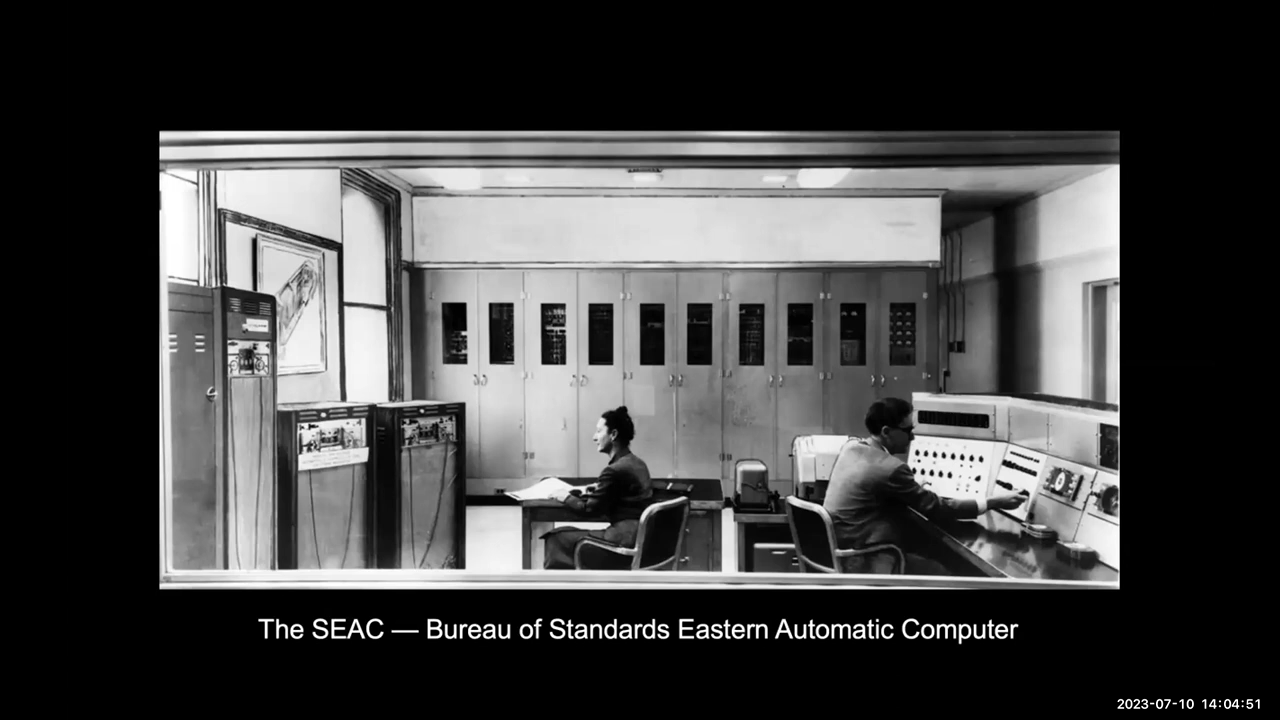 The SEAC — Bureau of Standards Eastern Automatic Computer
2023-07-10 14:04:51